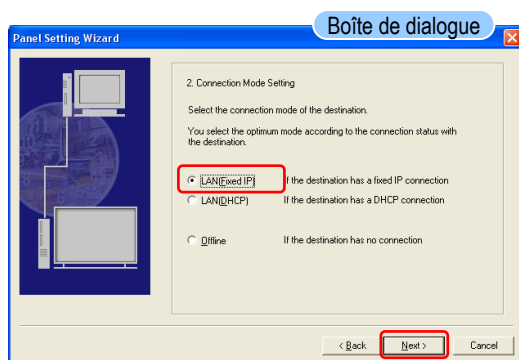 Boîte de dialogue
Panel Setting Wizard
2. Connection Mode Setting
Select the connection mode of the destination.
You select the optimum mode according to the connection status with
the destination.
LAN(Fixed IP) If the destination has a fixed IP connection
LAN(DHCP) If the destination has a DHCP connection
Offline If the destination has no connection
< Back Next > Cancel